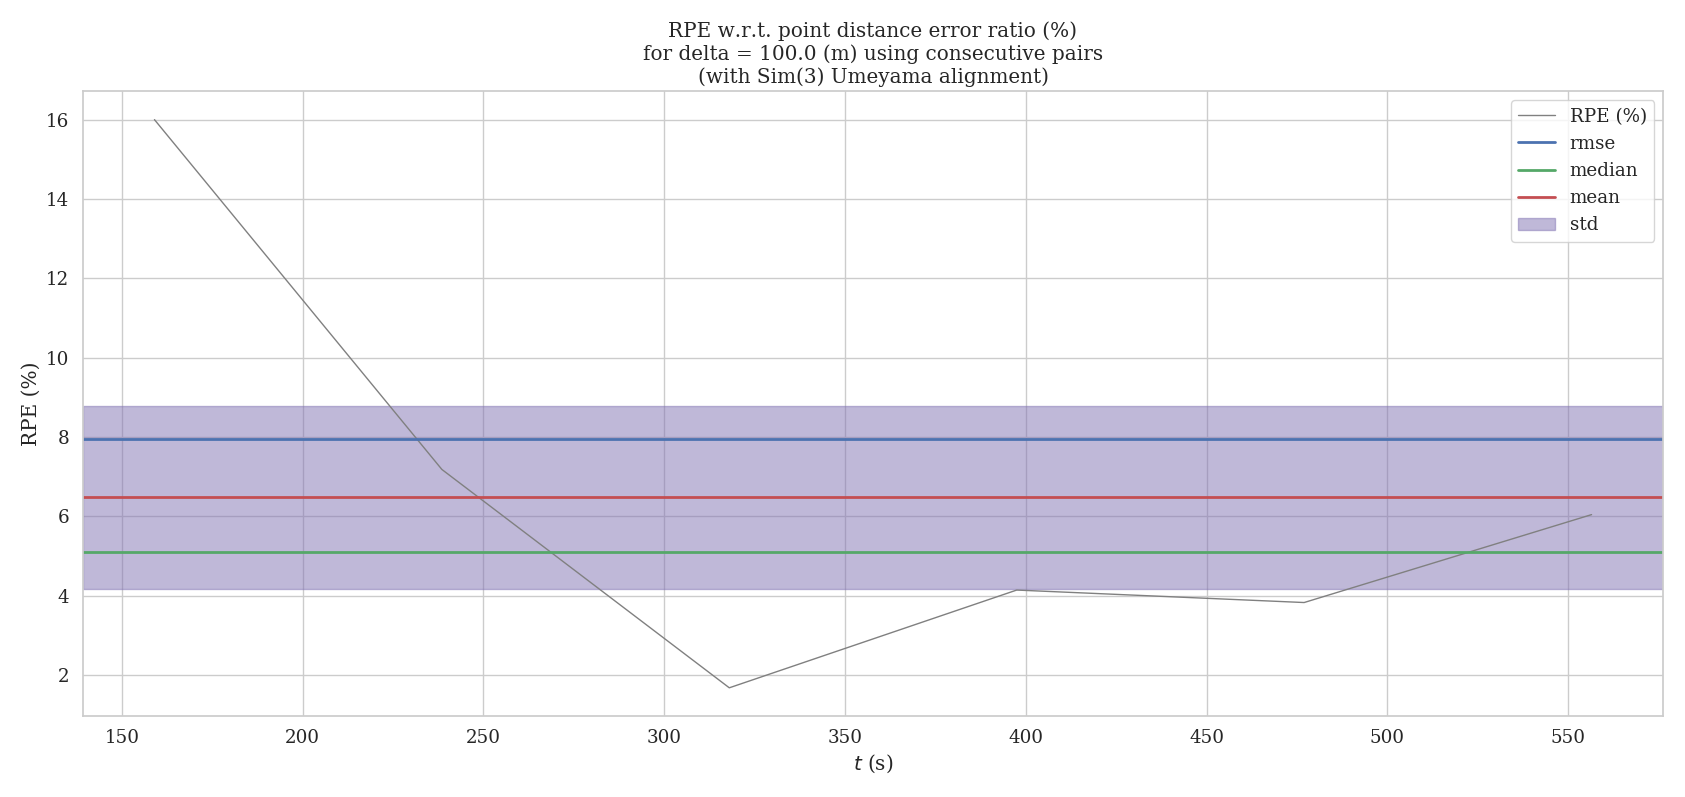 RPE w.r.t. point distance error ratio (%)
for delta = 100.0 (m) using consecutive pairs
(with Sim(3) Umeyama alignment)
RPE (%)
16
14
12
10
8
6
4
2
RPE (%)
rmse
median
mean
std
150
200
250
300
350
400
450
500
550
t (s)